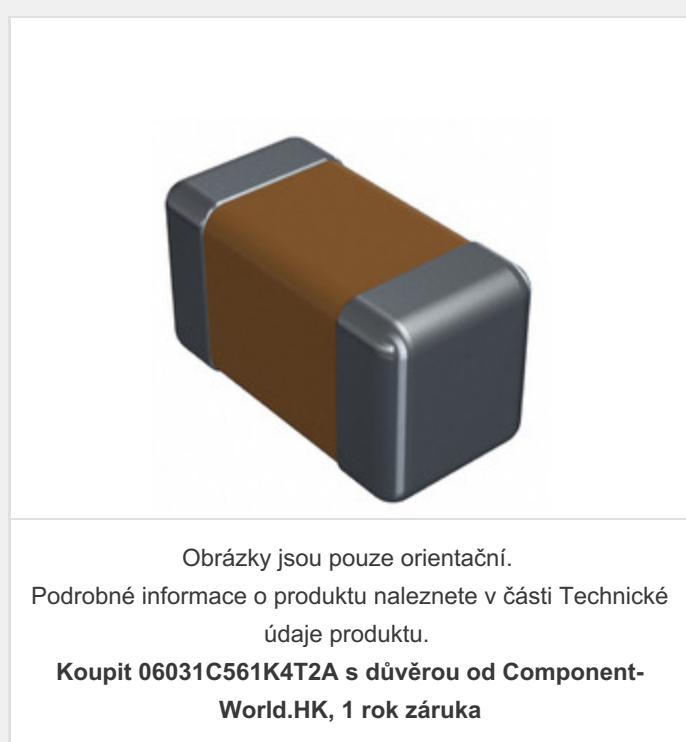 Obrázky jsou pouze orientační.
Podrobné informace o produktu naleznete v části Technické
údaje produktu.
Koupit 06031C561K4T2A s důvěrou od Component-
World.HK, 1 rok záruka